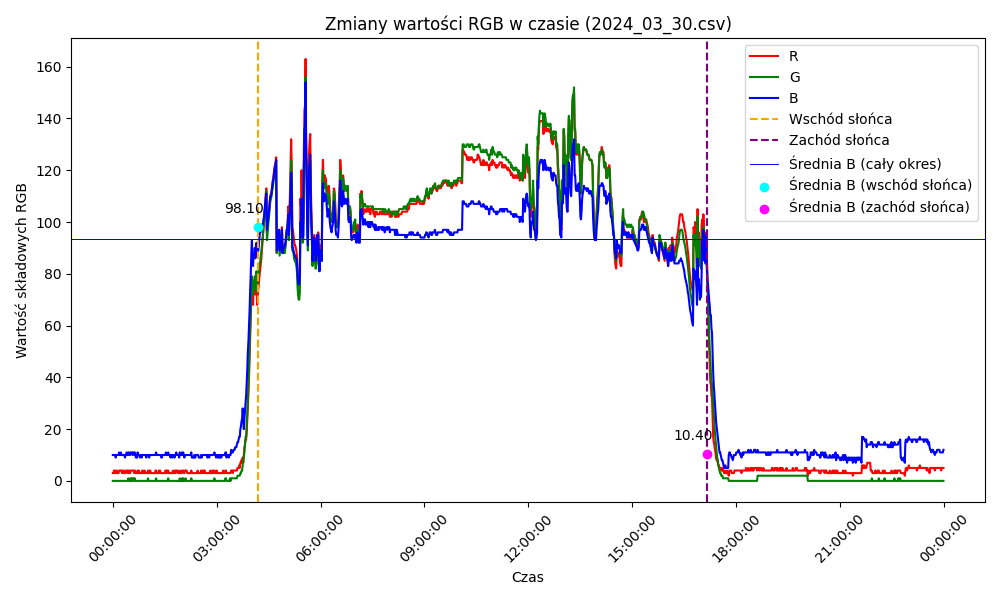 Zmiany wartości RGB w czasie (2024_03_30.csv)
Wartość składowych RGB
160
140
120
100
80
60
40
20
0
98.10
10.40
R
G
B
Wschód słońca
Zachód słońca
Średnia B (cały okres)
Średnia B (wschód słońca)
Średnia B (zachód słońca)
00:00:00
03:00:00
06:00:00
09:00:00
12:00:00
15:00:00
18:00:00
21:00:00
00:00:00
Czas